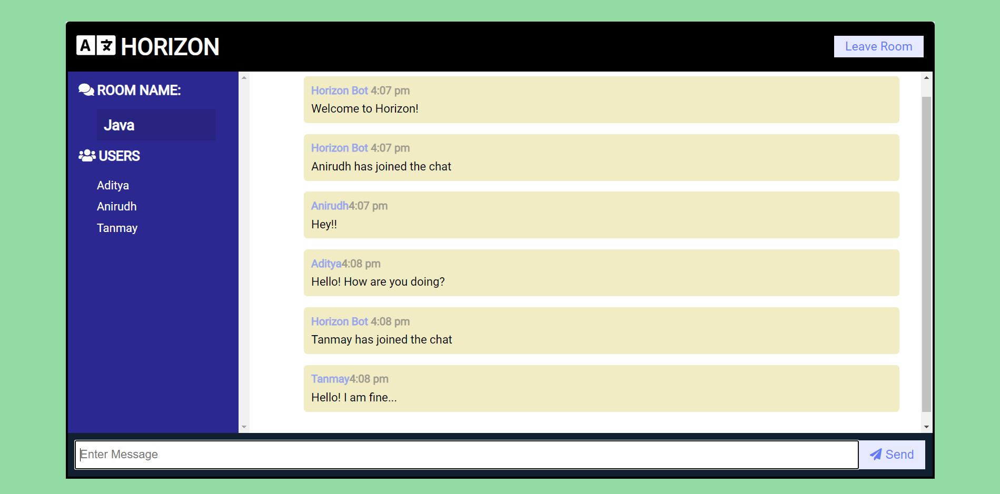 A 文 HORIZON
Leave Room
ROOM NAME:
Java
USERS
Aditya
Anirudh
Tanmay
Horizon Bot 4:07 pm
Welcome to Horizon!
Horizon Bot 4:07 pm
Anirudh has joined the chat
Anirudh4:07 pm
Hey!!
Aditya4:08 pm
Hello! How are you doing?
Horizon Bot 4:08 pm
Tanmay has joined the chat
Tanmay4:08 pm
Hello! I am fine...
Enter Message
Send